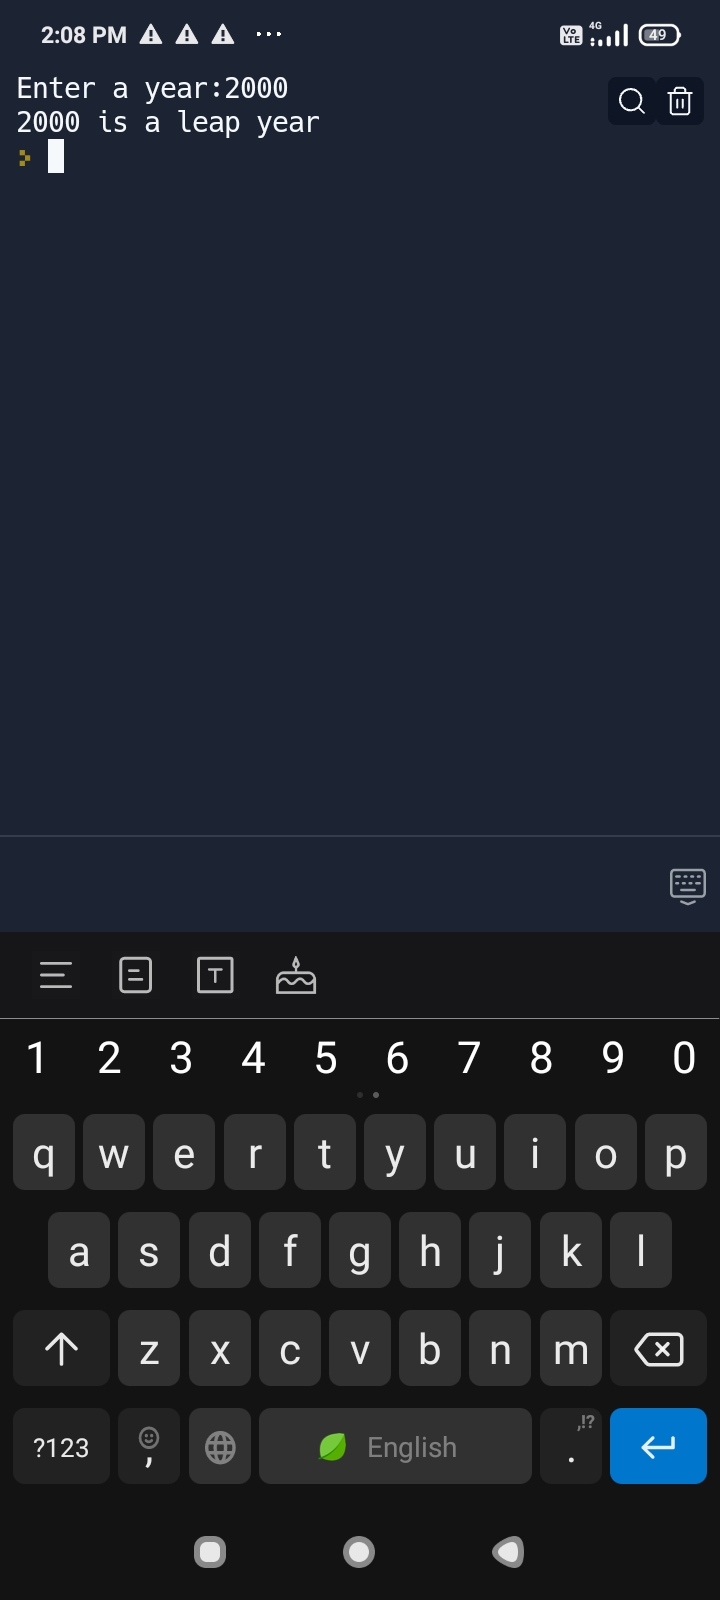 2:08 PM
Vo LTE 4G 49
Enter a year:2000
2000 is a leap year
>
T
1 2 3 4 5 6 7 8 9 0
q w e r t y u i o p
a s d f g h j k l
z x c v b n m
?123 , English . ,!?